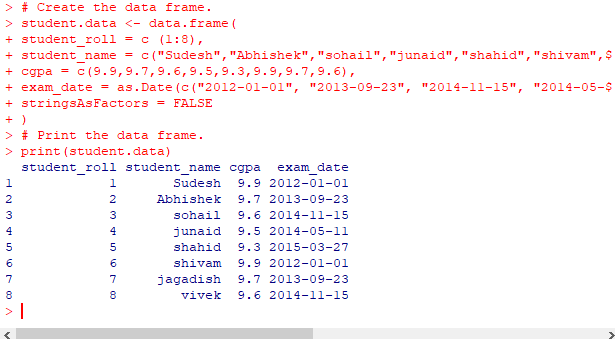 > # Create the data frame.
> student.data <- data.frame(
+ student_roll = c (1:8),
+ student_name = c("Sudesh","Abhishek","sohail","junaid","shahid","shivam",$
+ cgpa = c(9.9,9.7,9.6,9.5,9.3,9.9,9.7,9.6),
+ exam_date = as.Date(c("2012-01-01", "2013-09-23", "2014-11-15", "2014-05-$
+ stringsAsFactors = FALSE
+ )
> # Print the data frame.
> print(student.data)
  student_roll student_name cgpa  exam_date
1            1       Sudesh  9.9 2012-01-01
2            2     Abhishek  9.7 2013-09-23
3            3       sohail  9.6 2014-11-15
4            4       junaid  9.5 2014-05-11
5            5       shahid  9.3 2015-03-27
6            6       shivam  9.9 2012-01-01
7            7     jagadish  9.7 2013-09-23
8            8        vivek  9.6 2014-11-15
>